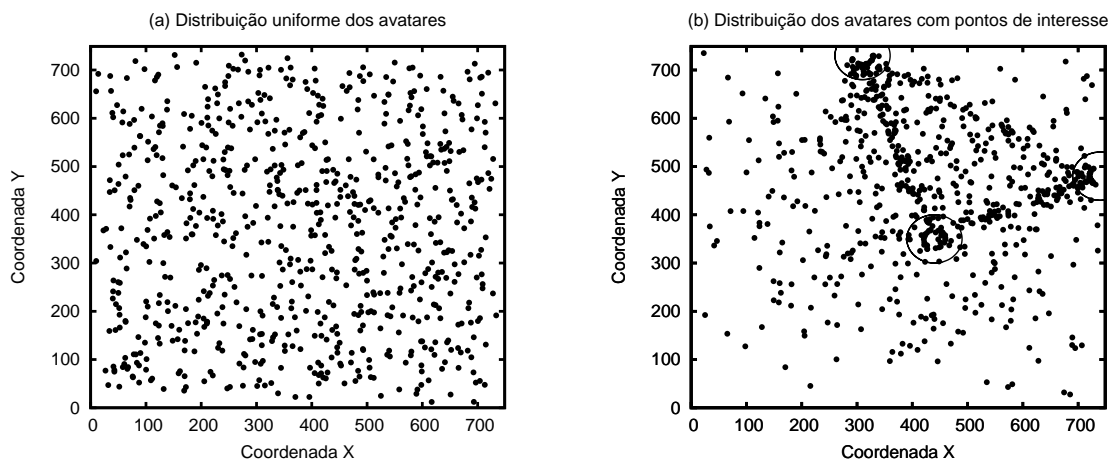 (a) Distribuição uniforme dos avatares
700
600
500
400
300
200
100
0
Coordenada Y
0 100 200 300 400 500 600 700
Coordenada X
(b) Distribuição dos avatares com pontos de interesse
700
600
500
400
300
200
100
0
Coordenada Y
0 100 200 300 400 500 600 700
Coordenada X